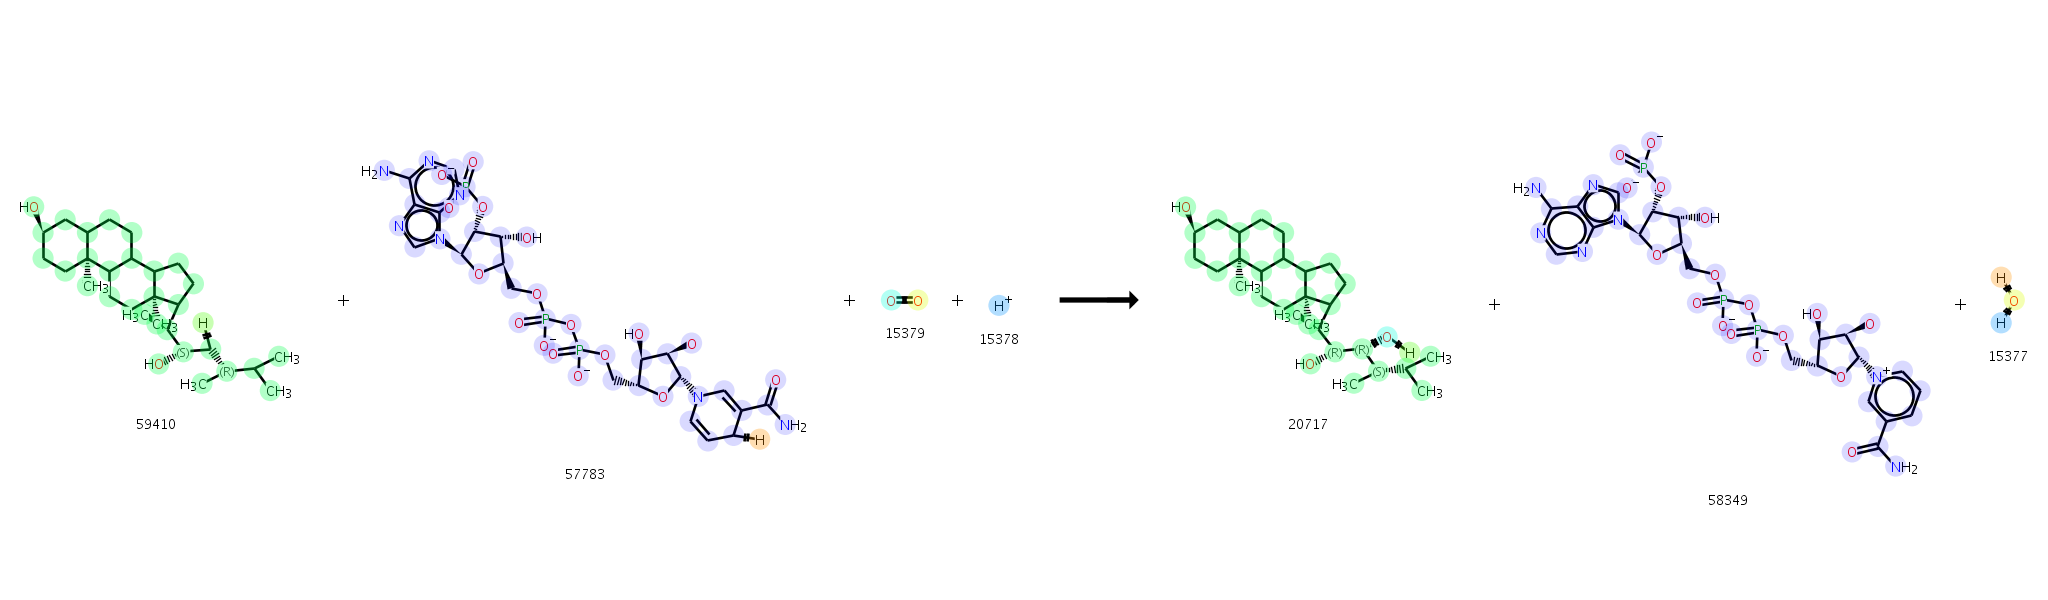 HO
CH₃
H₃C
CH₃
H
(S)
HO
(R)
CH₃
H₃C
CH₃
59410
+
H₂N
N
N
O
O⁻
P
O
O
N
N
O
OH
O
O
O
P
O
O⁻
O
P
O
O⁻
HO
O
O
N
O
NH₂
H
57783
+
O
O
15379
+
H⁺
15378
HO
CH₃
H₃C
CH₃
(R)
(R)
O
H
HO
(S)
CH₃
H₃C
CH₃
20717
+
O⁻
O
P
O
O⁻
H₂N
N
N
N
N
OH
O
O
O
P
O
O⁻
O
P
O
O⁻
HO
O
O
N⁺
O
NH₂
58349
+
H
O
H
15377